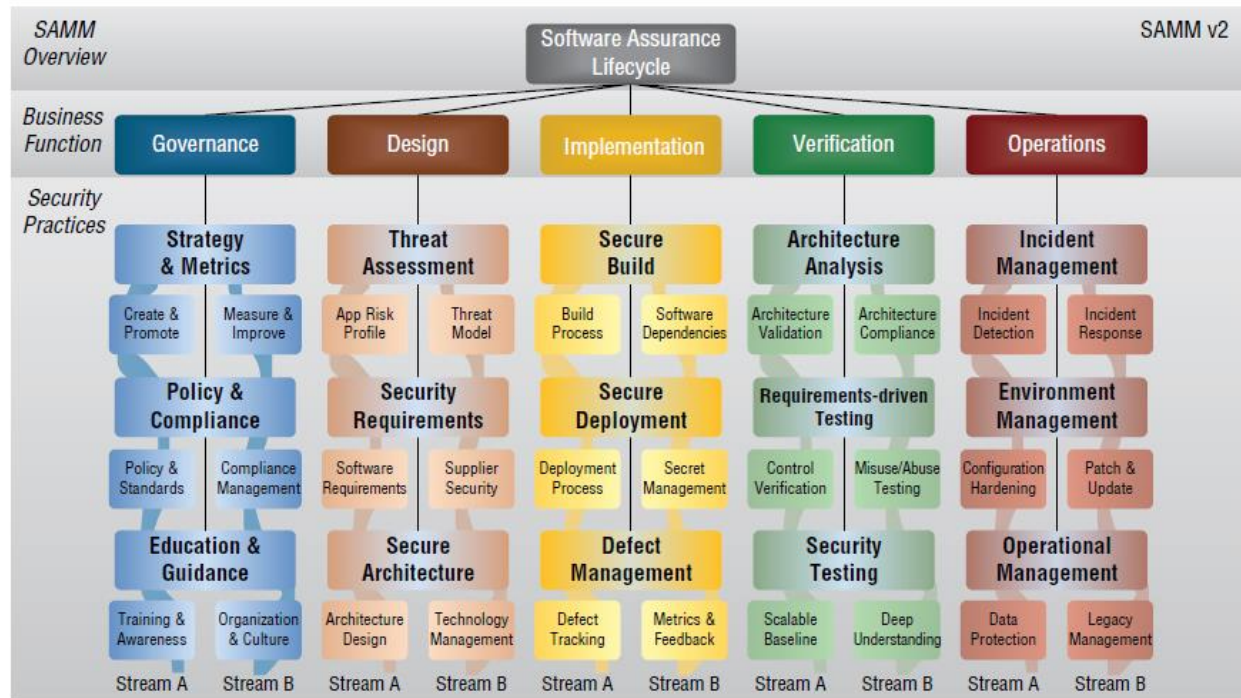 SAMM
Overview
Software Assurance
Lifecycle
SAMM v2
Business
Function
Governance
Design
Implementation
Verification
Operations
Security
Practices
Strategy
& Metrics
Threat
Assessment
Secure
Build
Architecture
Analysis
Incident
Management
Create &
Promote
Measure &
Improve
App Risk
Profile
Threat
Model
Build
Process
Software
Dependencies
Architecture
Validation
Architecture
Compliance
Incident
Detection
Incident
Response
Policy &
Compliance
Security
Requirements
Secure
Deployment
Requirements-driven
Testing
Environment
Management
Policy &
Standards
Compliance
Management
Software
Requirements
Supplier
Security
Deployment
Process
Secret
Management
Control
Verification
Misuse/Abuse
Testing
Configuration
Hardening
Patch &
Update
Education &
Guidance
Secure
Architecture
Defect
Management
Security
Testing
Operational
Management
Training &
Awareness
Organization
& Culture
Architecture
Design
Technology
Management
Defect
Tracking
Metrics &
Feedback
Scalable
Baseline
Deep
Understanding
Data
Protection
Legacy
Management
Stream A
Stream B
Stream A
Stream B
Stream A
Stream B
Stream A
Stream B
Stream A
Stream B